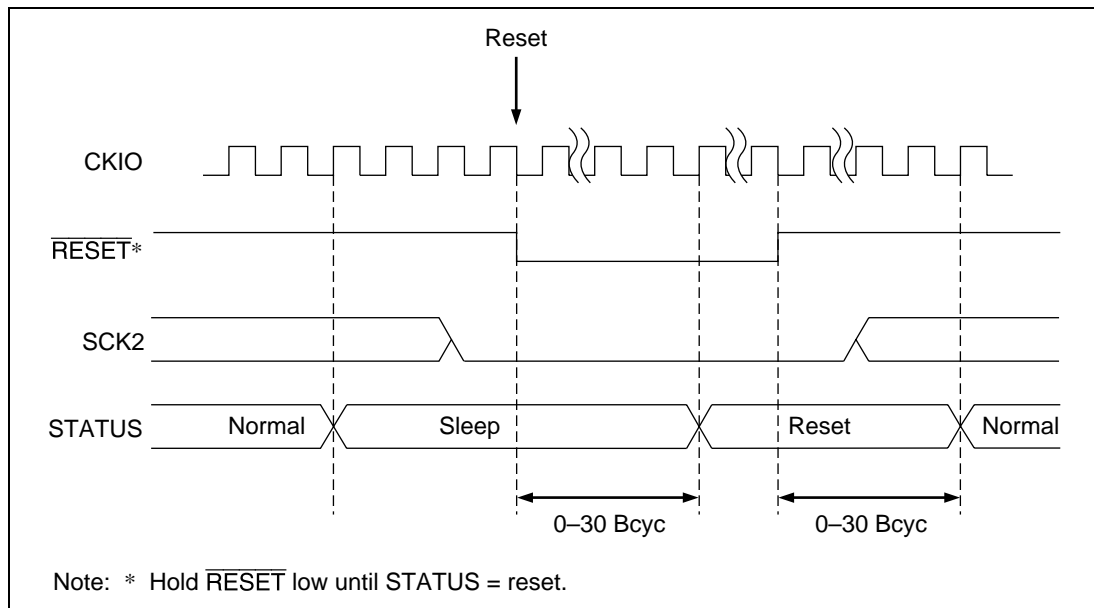 Reset
CKIO
RESET*
SCK2
STATUS
Normal
Sleep
Reset
Normal
0–30 Bcyc
0–30 Bcyc
Note: * Hold RESET low until STATUS = reset.